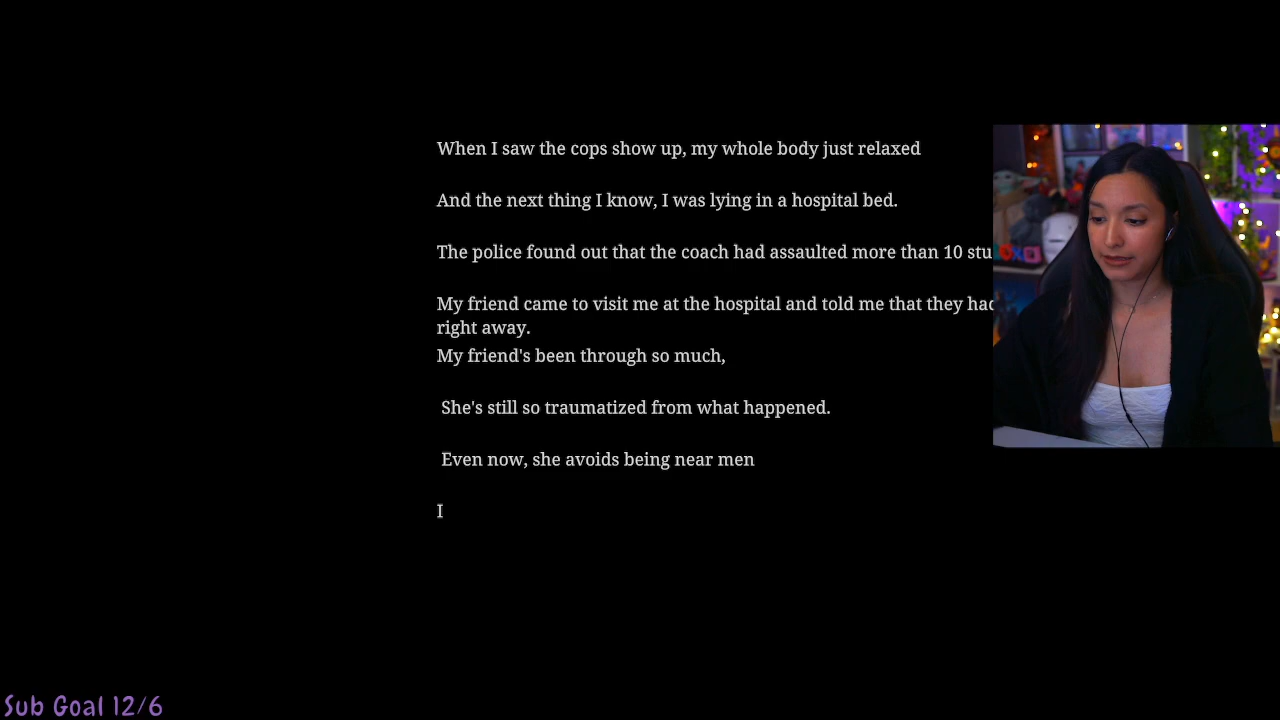 When I saw the cops show up, my whole body just relaxed
And the next thing I know, I was lying in a hospital bed.
The police found out that the coach had assaulted more than 10
My friend came to visit me at the hospital and told me that they
right away.
My friend's been through so much,
She's still so traumatized from what happened.
Even now, she avoids being near men
I
Sub Goal 12/6